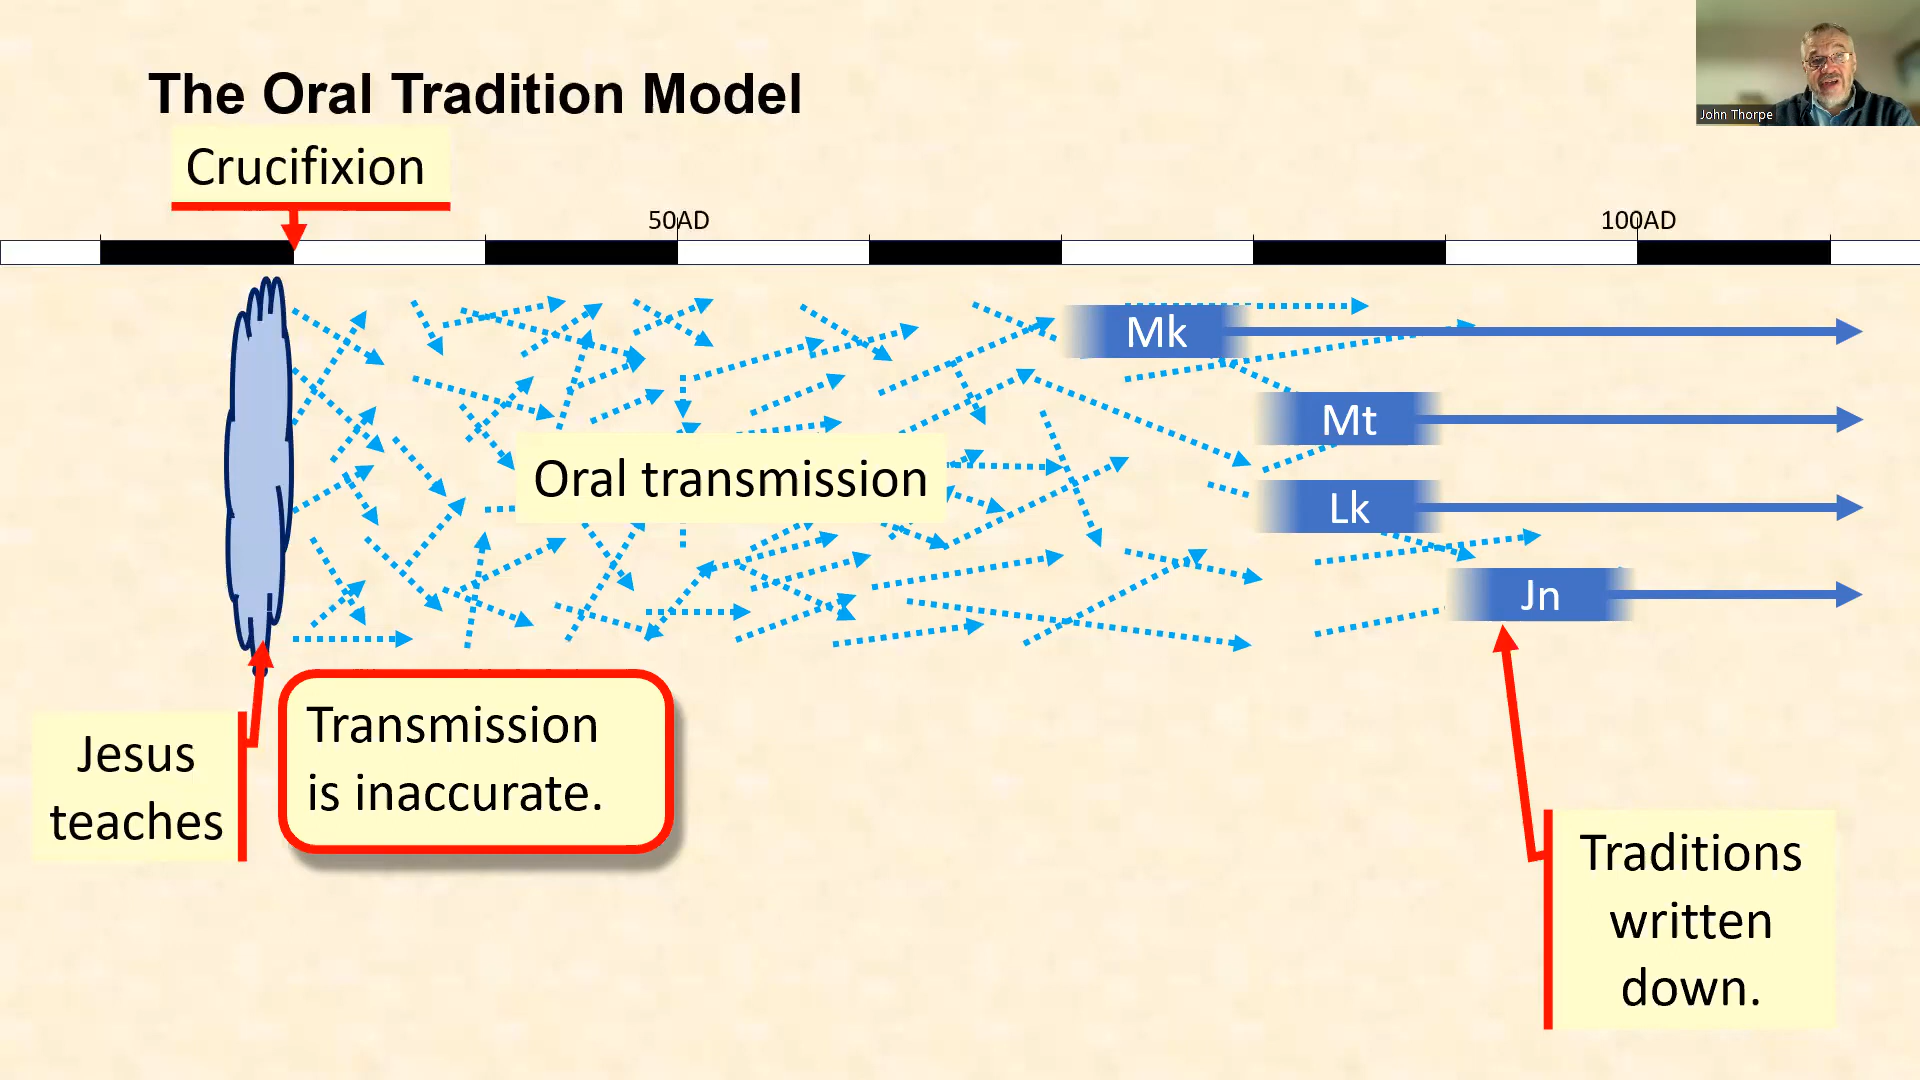 The Oral Tradition Model
John Thorpe
Crucifixion
50AD
100AD
Mk
Mt
Oral transmission
Lk
Jn
Transmission
is inaccurate.
Jesus
teaches
Traditions
written
down.